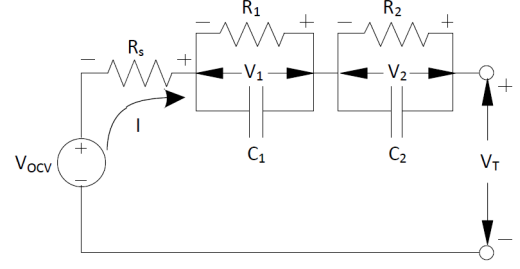 R1 R2
− + − +
Rs
− +
V1 V2
+
I
C1 C2
VOCV
+
−
VT
−